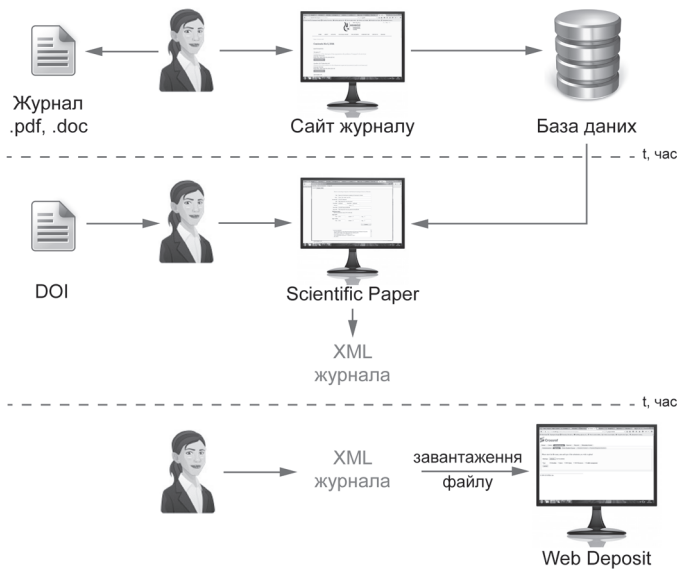 Журнал
.pdf, .doc
Сайт журналу
База даних
t, час
DOI
Scientific Paper
XML
журнала
t, час
XML
журнала
завантаження
файлу
Web Deposit